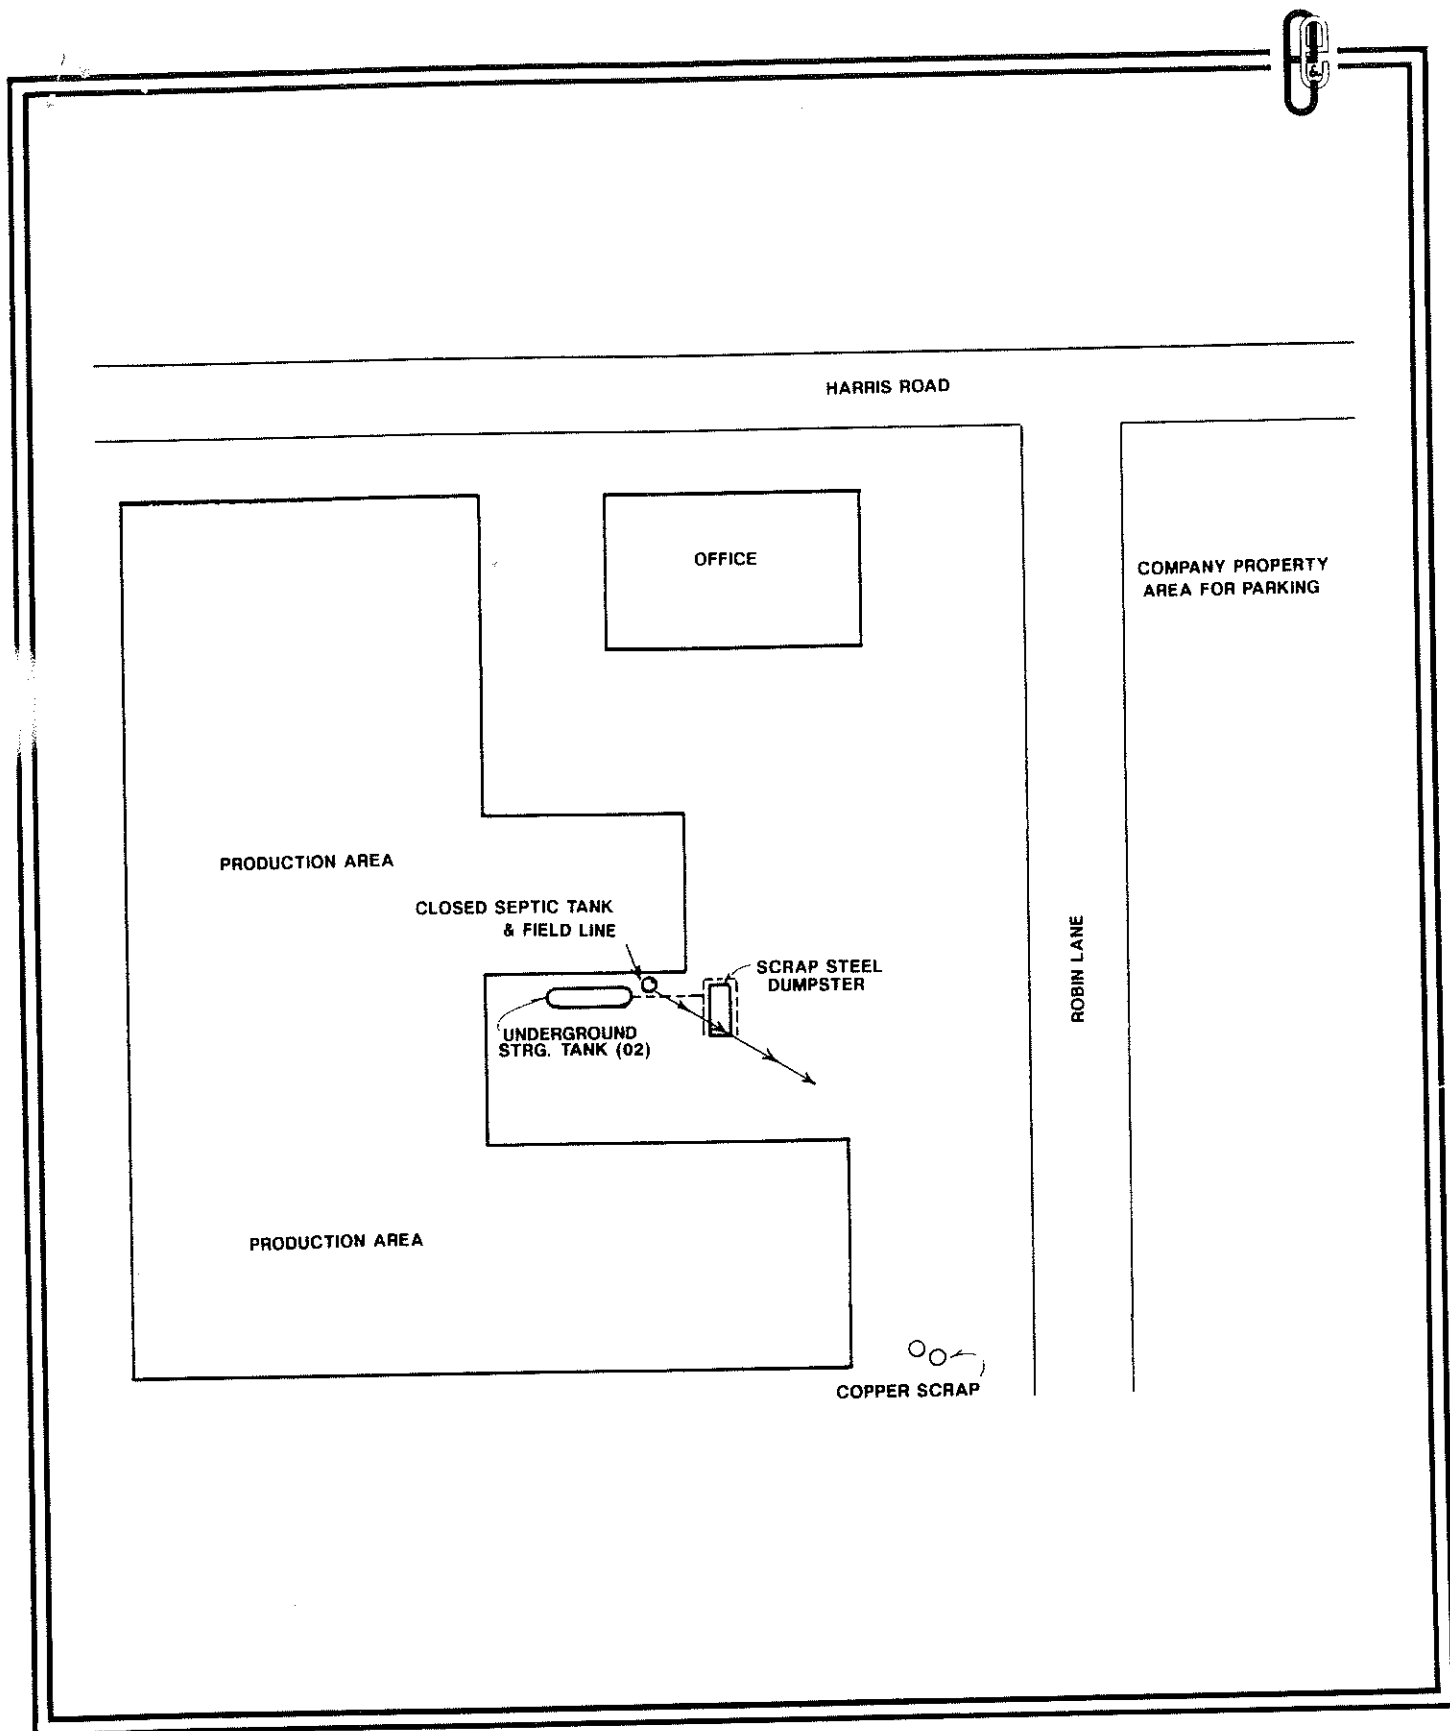 HARRIS ROAD
OFFICE
COMPANY PROPERTY
AREA FOR PARKING
PRODUCTION AREA
CLOSED SEPTIC TANK
& FIELD LINE
SCRAP STEEL
DUMPSTER
UNDERGROUND
STRG. TANK (02)
ROBIN LANE
PRODUCTION AREA
COPPER SCRAP